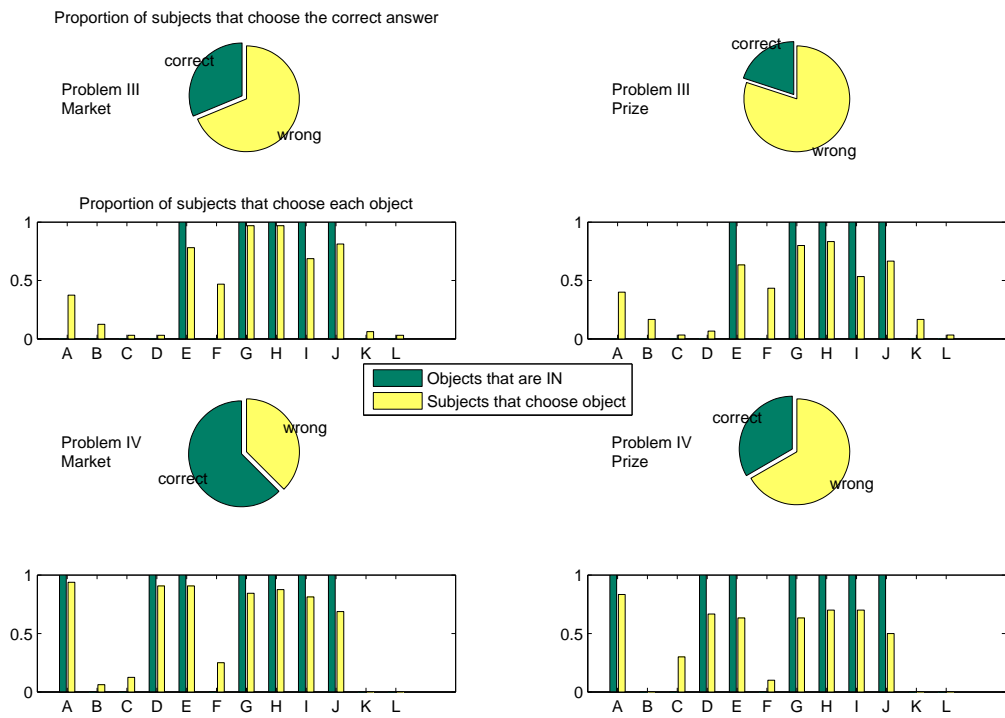 Proportion of subjects that choose the correct answer
correct
Problem III
Market
wrong
correct
Problem III
Prize
wrong
Proportion of subjects that choose each object
1
0.5
0
A B C D E F G H I J K L
1
0.5
0
A B C D E F G H I J K L
Objects that are IN
Subjects that choose object
Problem IV
Market
wrong
correct
Problem IV
Prize
correct
wrong
1
0.5
0
A B C D E F G H I J K L
1
0.5
0
A B C D E F G H I J K L